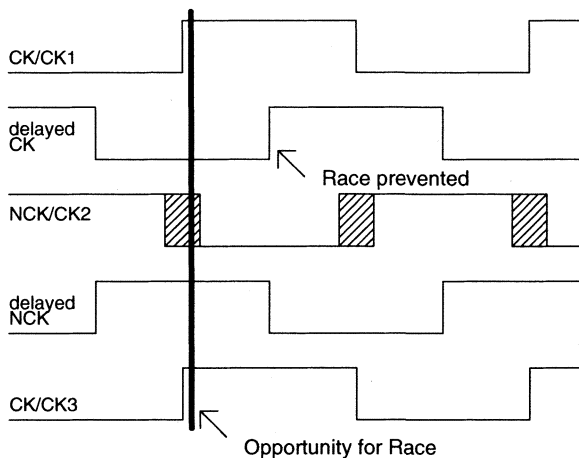 CK/CK1
delayed
CK
Race prevented
NCK/CK2
delayed
NCK
CK/CK3
Opportunity for Race